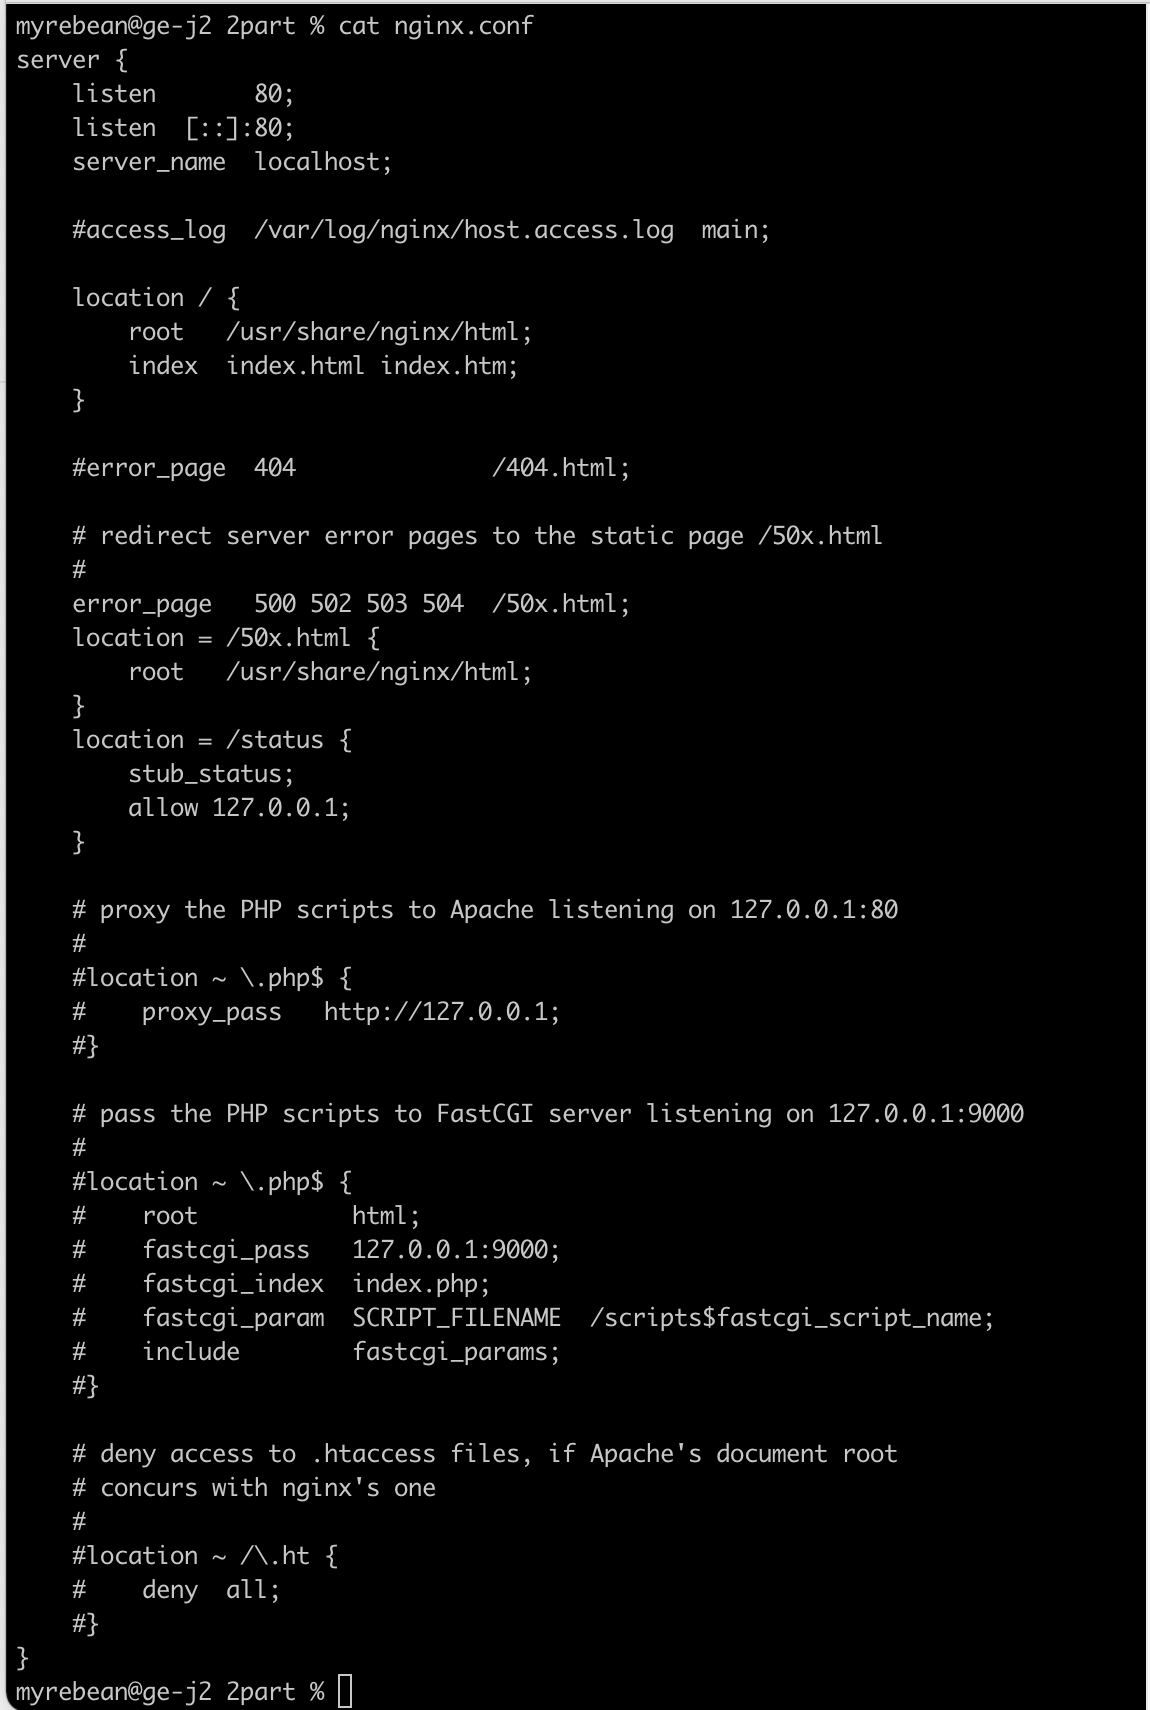 myrebean@ge-j2 2part % cat nginx.conf
server {
    listen       80;
    listen  [::]:80;
    server_name  localhost;

    #access_log  /var/log/nginx/host.access.log  main;

    location / {
        root   /usr/share/nginx/html;
        index  index.html index.htm;
    }

    #error_page  404              /404.html;

    # redirect server error pages to the static page /50x.html
    #
    error_page   500 502 503 504  /50x.html;
    location = /50x.html {
        root   /usr/share/nginx/html;
    }
    location = /status {
        stub_status;
        allow 127.0.0.1;
    }

    # proxy the PHP scripts to Apache listening on 127.0.0.1:80
    #
    #location ~ \.php$ {
    #    proxy_pass   http://127.0.0.1;
    #}

    # pass the PHP scripts to FastCGI server listening on 127.0.0.1:9000
    #
    #location ~ \.php$ {
    #    root           html;
    #    fastcgi_pass   127.0.0.1:9000;
    #    fastcgi_index  index.php;
    #    fastcgi_param  SCRIPT_FILENAME  /scripts$fastcgi_script_name;
    #    include        fastcgi_params;
    #}

    # deny access to .htaccess files, if Apache's document root
    # concurs with nginx's one
    #
    #location ~ /\.ht {
    #    deny  all;
    #}
}
myrebean@ge-j2 2part %